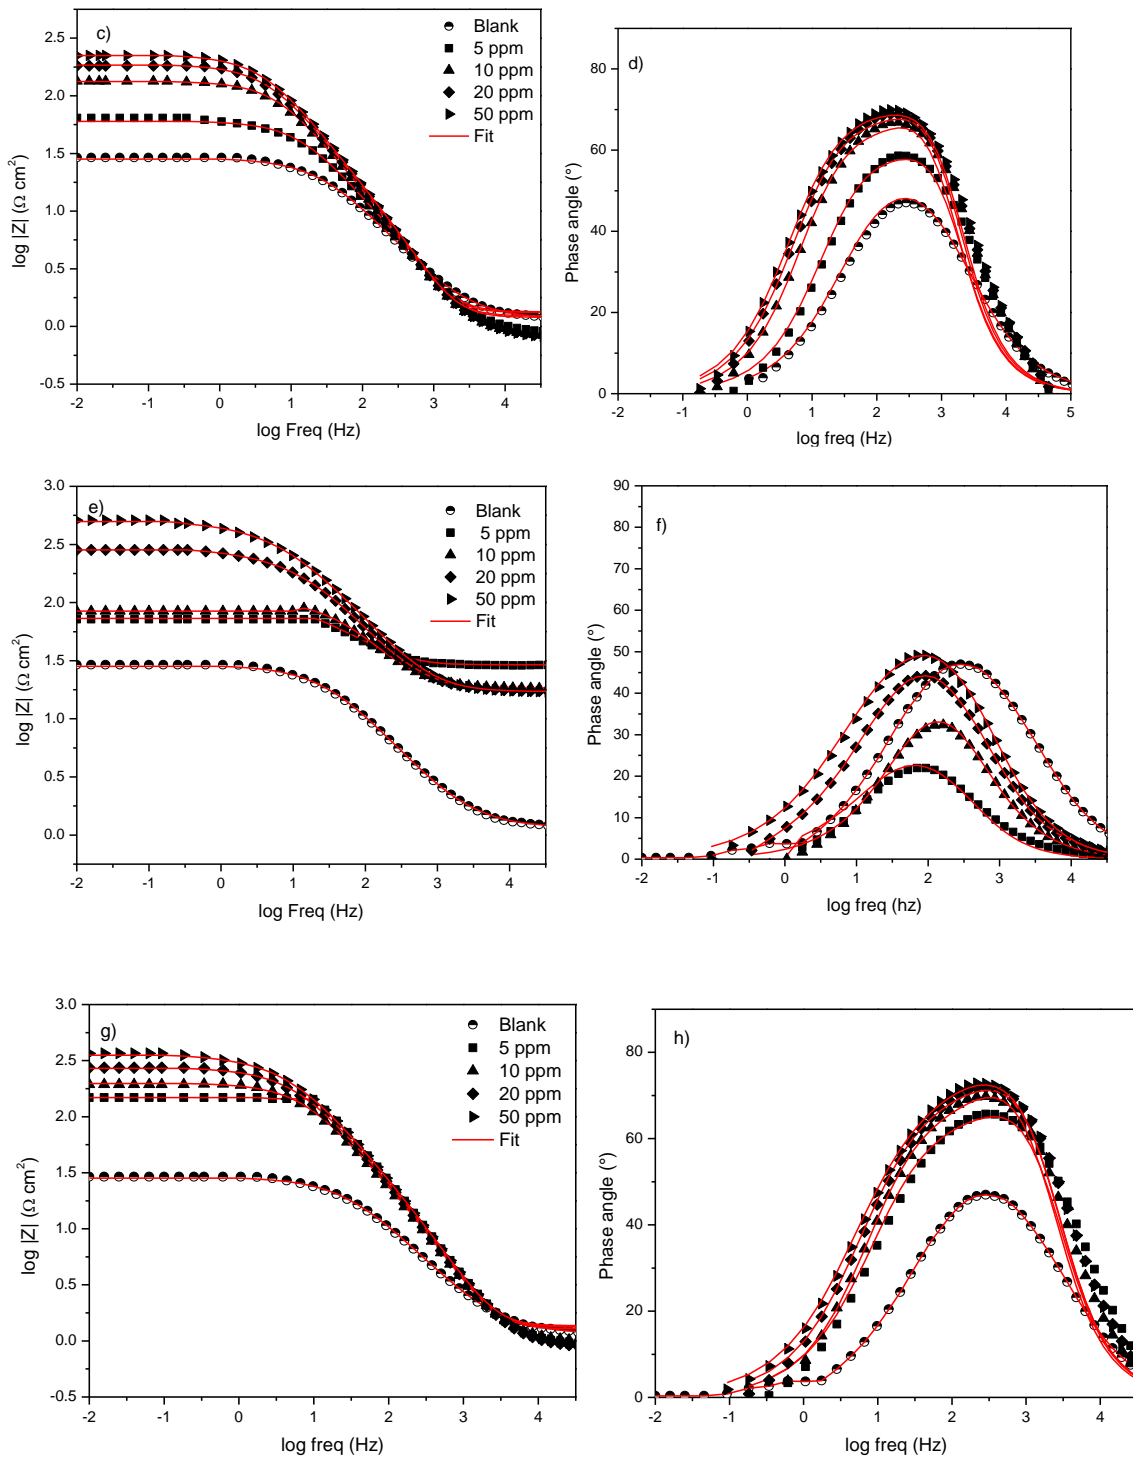 c)
Blank
5 ppm
10 ppm
20 ppm
50 ppm
Fit
2.5
2.0
1.5
1.0
0.5
0.0
-0.5
-2
-1
0
1
2
3
4
log |Z| (Ω cm2)
log Freq (Hz)
d)
80
60
40
20
0
-2
-1
0
1
2
3
4
5
Phase angle (°)
log freq (Hz)
e)
Blank
5 ppm
10 ppm
20 ppm
50 ppm
Fit
3.0
2.5
2.0
1.5
1.0
0.5
0.0
-2
-1
0
1
2
3
4
log |Z| (Ω cm2)
log Freq (Hz)
f)
90
80
70
60
50
40
30
20
10
0
-2
-1
0
1
2
3
4
Phase angle (°)
log freq (hz)
g)
Blank
5 ppm
10 ppm
20 ppm
50 ppm
Fit
3.0
2.5
2.0
1.5
1.0
0.5
0.0
-0.5
-2
-1
0
1
2
3
4
log |Z| (Ω cm2)
log freq (Hz)
h)
80
60
40
20
0
-2
-1
0
1
2
3
4
Phase angle (°)
log freq (Hz)